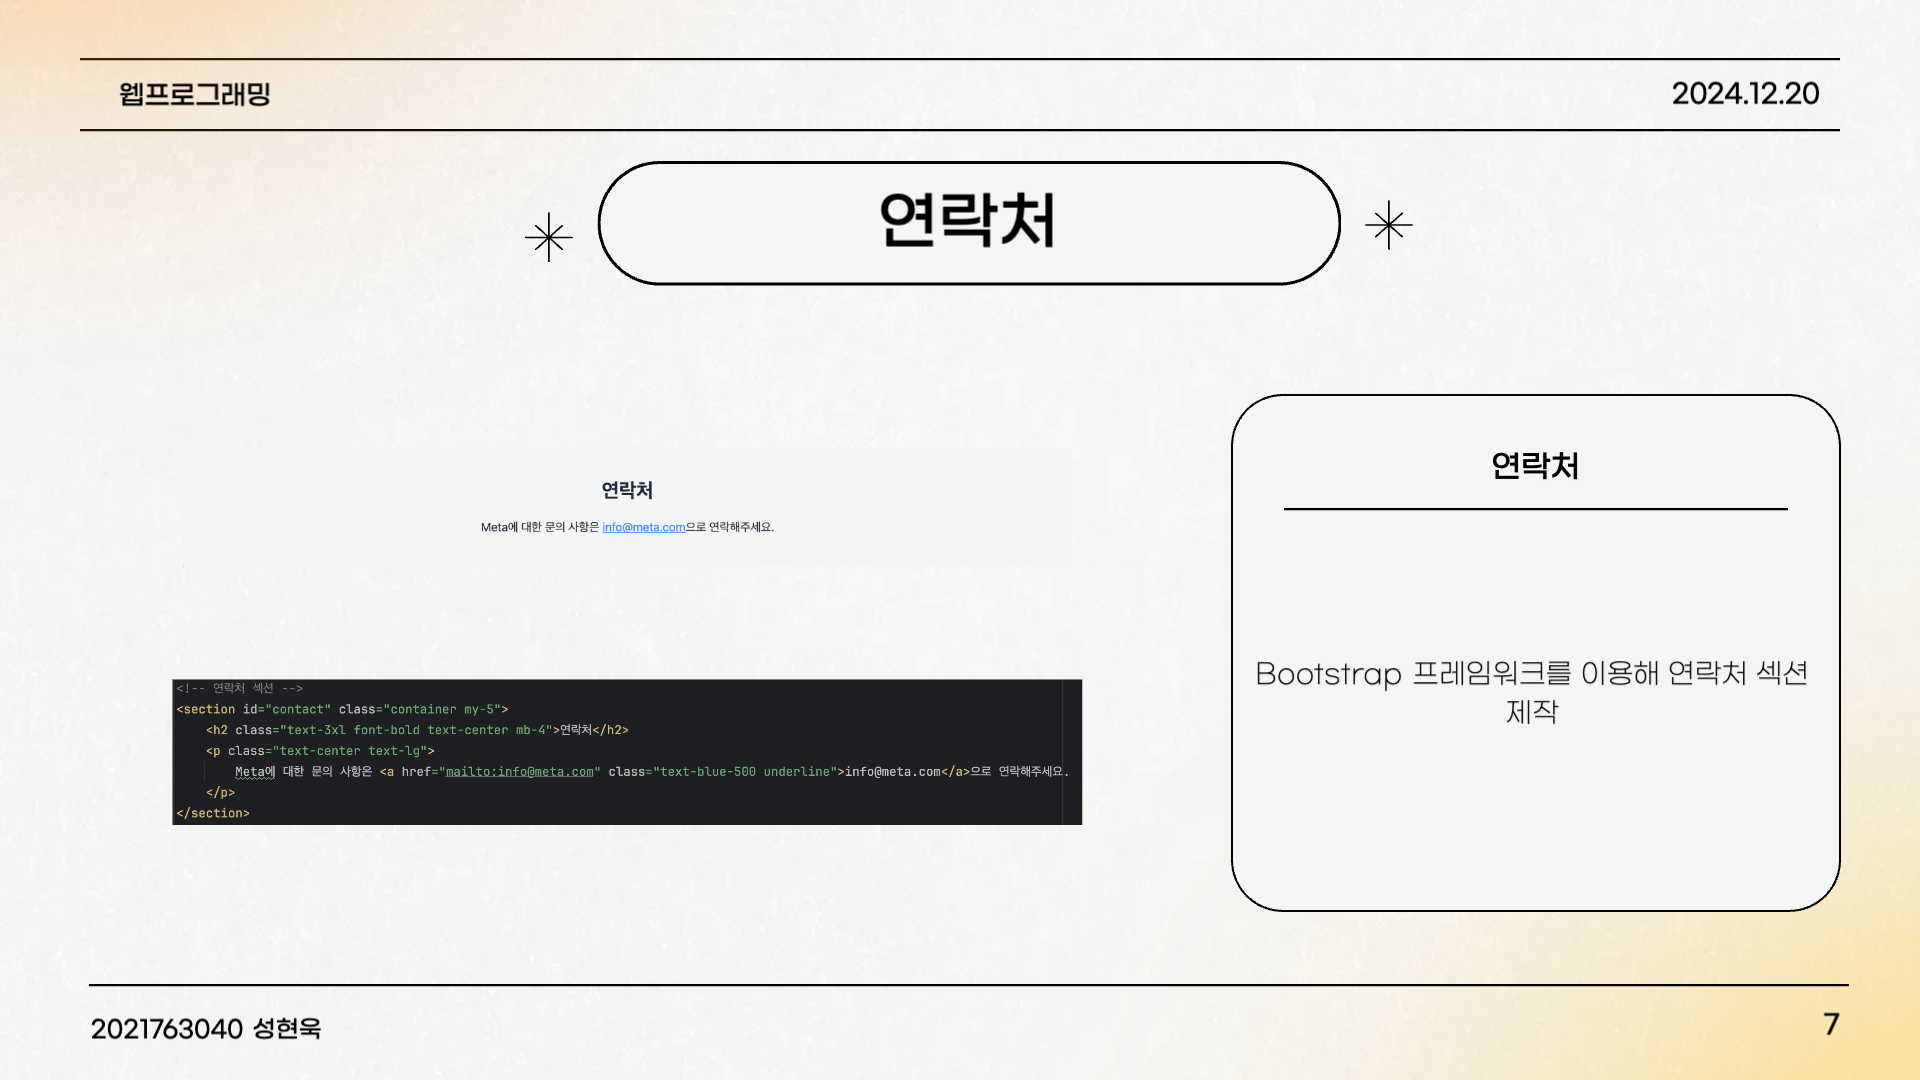 웹프로그래밍
2024.12.20
연락처
연락처
Meta에 대한 문의 사항은 info@meta.com으로 연락해주세요.
<!-- 연락처 섹션 -->
<section id="contact" class="container my-5">
<h2 class="text-3xl font-bold text-center mb-4">연락처</h2>
<p class="text-center text-lg">
Meta에 대한 문의 사항은 <a href="mailto:info@meta.com" class="text-blue-500 underline">info@meta.com</a>으로 연락해주세요.
</p>
</section>
연락처
Bootstrap 프레임워크를 이용해 연락처 섹션
제작
2021763040 성현욱
7